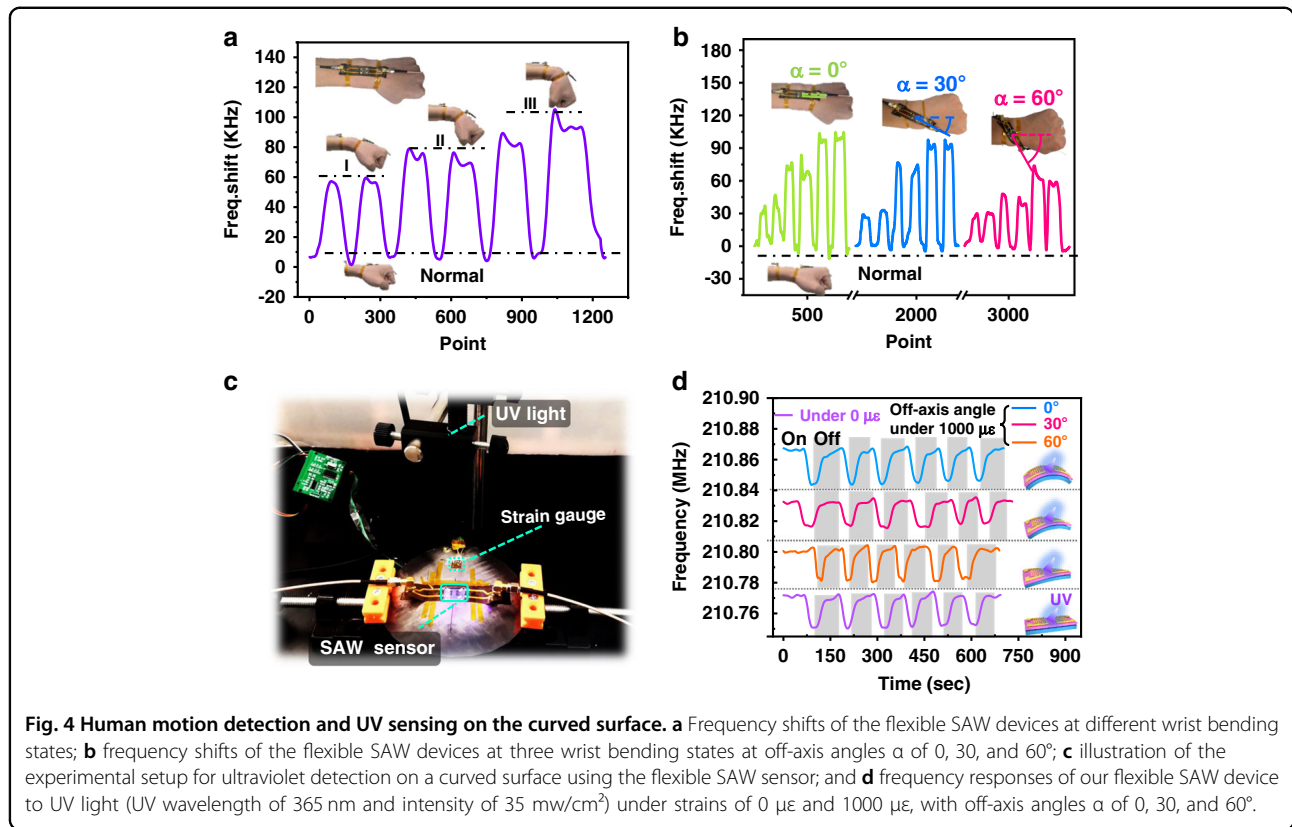 a
140
120
100
80
60
40
20
0
-20
Freq.shift (KHz)
I
II
III
Normal
0 300 600 900 1200
Point
b
180
150
120
90
60
30
0
-30
Freq.shift (KHz)
α = 0°
α = 30°
α = 60°
Normal
500 2000 3000
Point
c
UV light
Strain gauge
SAW sensor
d
210.90
210.88
210.86
210.84
210.82
210.80
210.78
210.76
Frequency (MHz)
Under 0 µε
Off-axis angle
under 1000 µε
0°
30°
60°
On Off
UV
0 150 300 450 600 750 900
Time (sec)
Fig. 4 Human motion detection and UV sensing on the curved surface. a Frequency shifts of the flexible SAW devices at different wrist bending
states; b frequency shifts of the flexible SAW devices at three wrist bending states at off-axis angles α of 0, 30, and 60°; c illustration of the
experimental setup for ultraviolet detection on a curved surface using the flexible SAW sensor; and d frequency responses of our flexible SAW device
to UV light (UV wavelength of 365 nm and intensity of 35 mw/cm²) under strains of 0 µε and 1000 µε, with off-axis angles α of 0, 30, and 60°.